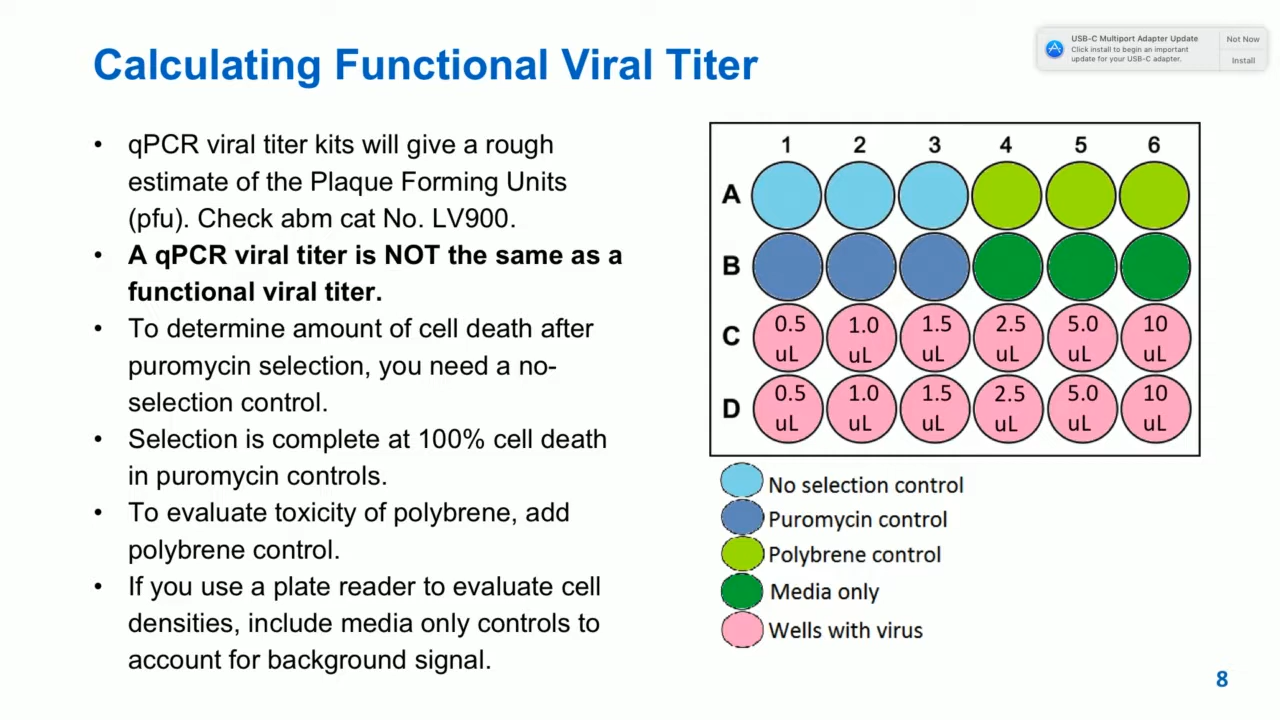 Calculating Functional Viral Titer
USB-C Multiport Adapter Update
Click install to begin an important
update for your USB-C adapter.
Not Now
Install
• qPCR viral titer kits will give a rough
estimate of the Plaque Forming Units
(pfu). Check abm cat No. LV900.
• A qPCR viral titer is NOT the same as a
functional viral titer.
• To determine amount of cell death after
puromycin selection, you need a no-
selection control.
• Selection is complete at 100% cell death
in puromycin controls.
• To evaluate toxicity of polybrene, add
polybrene control.
• If you use a plate reader to evaluate cell
densities, include media only controls to
account for background signal.
1 2 3 4 5 6
A
B
C 0.5 uL 1.0 uL 1.5 uL 2.5 uL 5.0 uL 10 uL
D 0.5 uL 1.0 uL 1.5 uL 2.5 uL 5.0 uL 10 uL
No selection control
Puromycin control
Polybrene control
Media only
Wells with virus
8